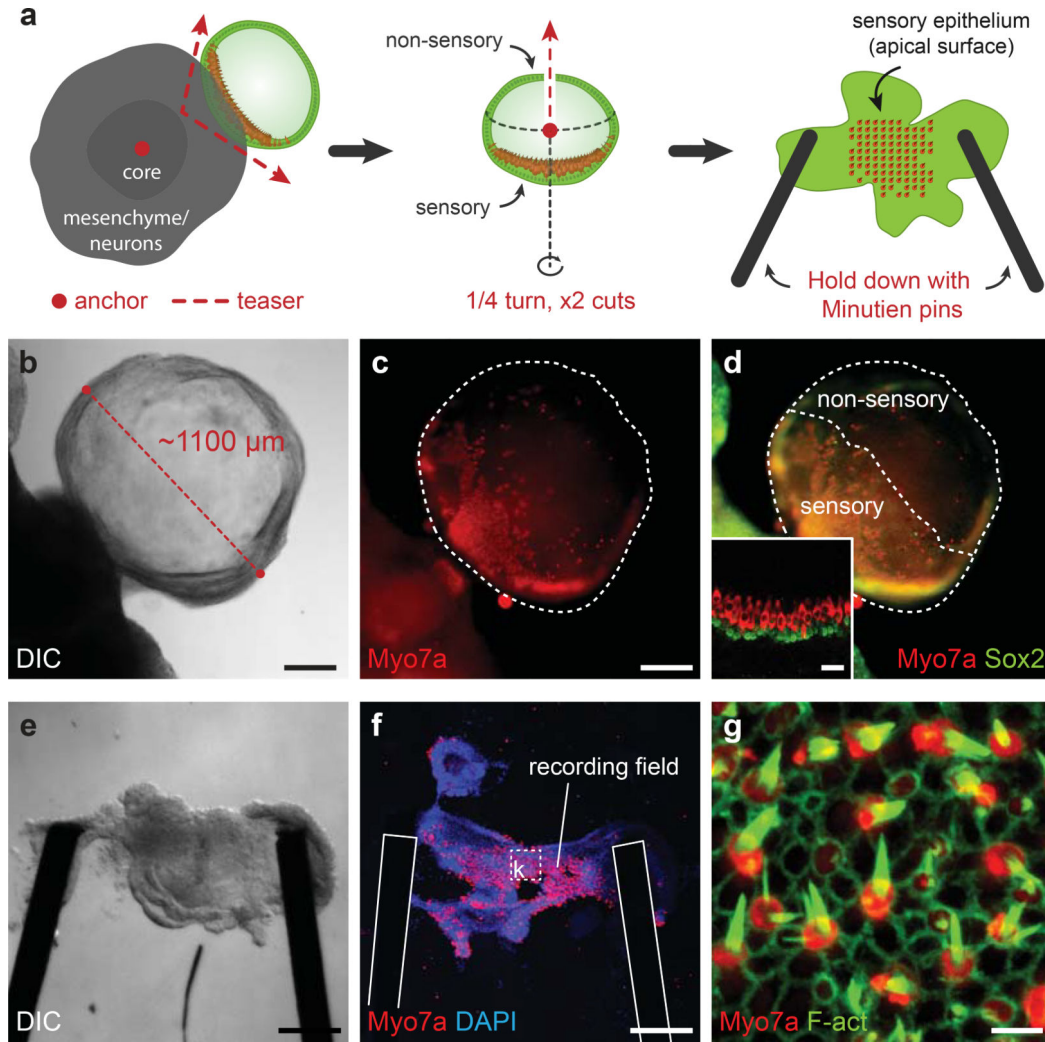 a
non-sensory
sensory epithelium
(apical surface)
core
mesenchyme/
neurons
sensory
anchor
teaser
1/4 turn, x2 cuts
Hold down with
Minutien pins
b
~1100 µm
DIC
c
Myo7a
d
non-sensory
sensory
Myo7a Sox2
e
DIC
f
recording field
k
Myo7a DAPI
g
Myo7a F-act